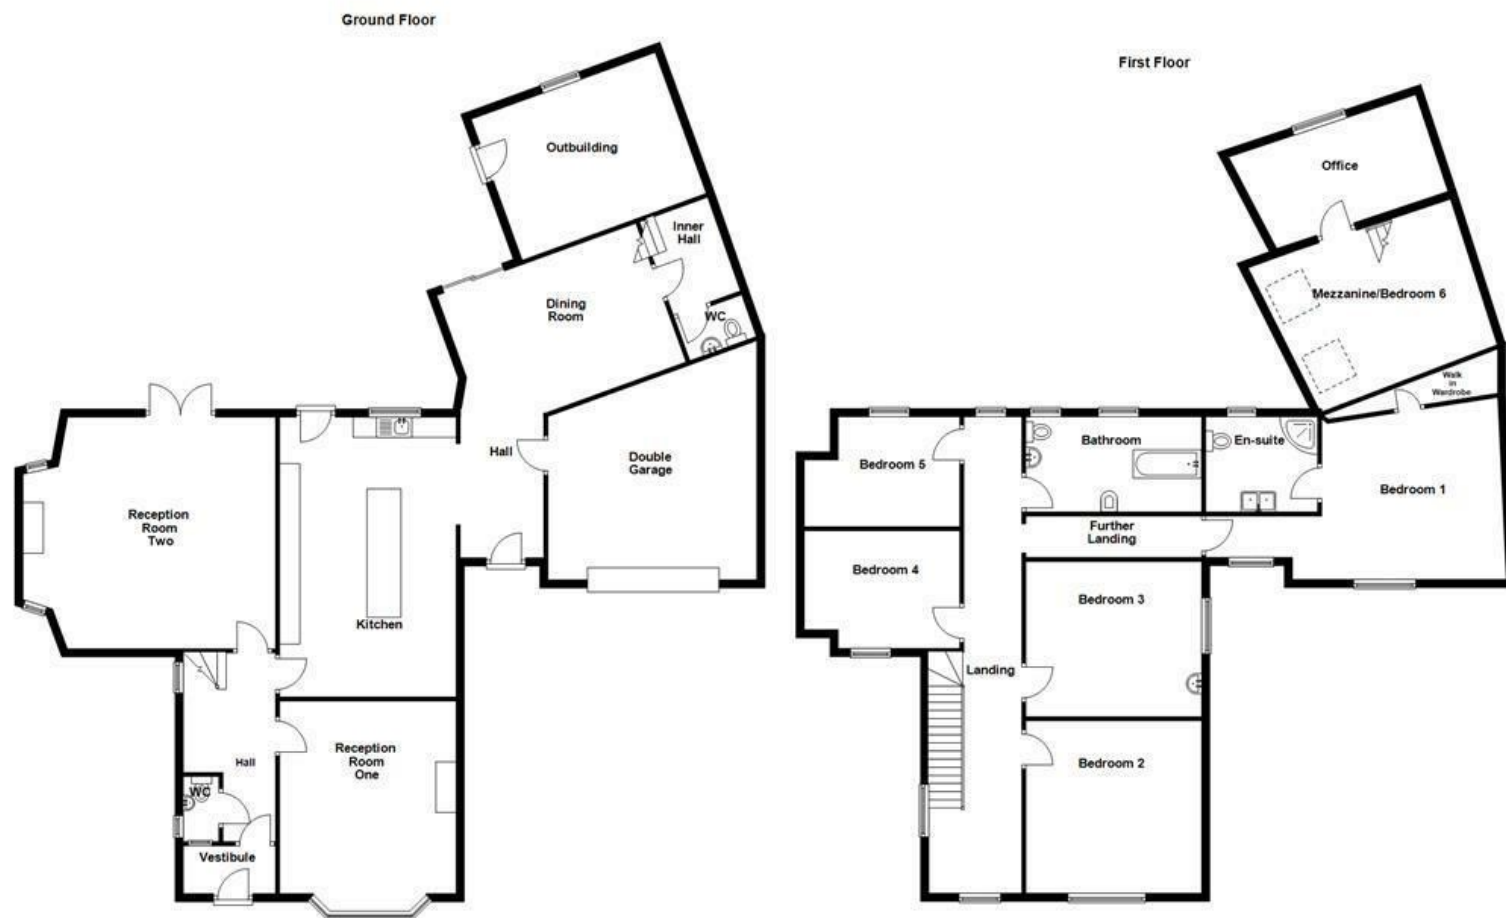 Ground Floor
Outbuilding
Inner
Hall
Dining
Room
WC
Hall
Double
Garage
Reception
Room
Two
Kitchen
Reception
Room
One
Hall
WC
Vestibule
First Floor
Office
Mezzanine/Bedroom 6
Walk
in
Wardrobe
Bedroom 5
Bathroom
En-suite
Bedroom 1
Further
Landing
Bedroom 4
Bedroom 3
Landing
Bedroom 2